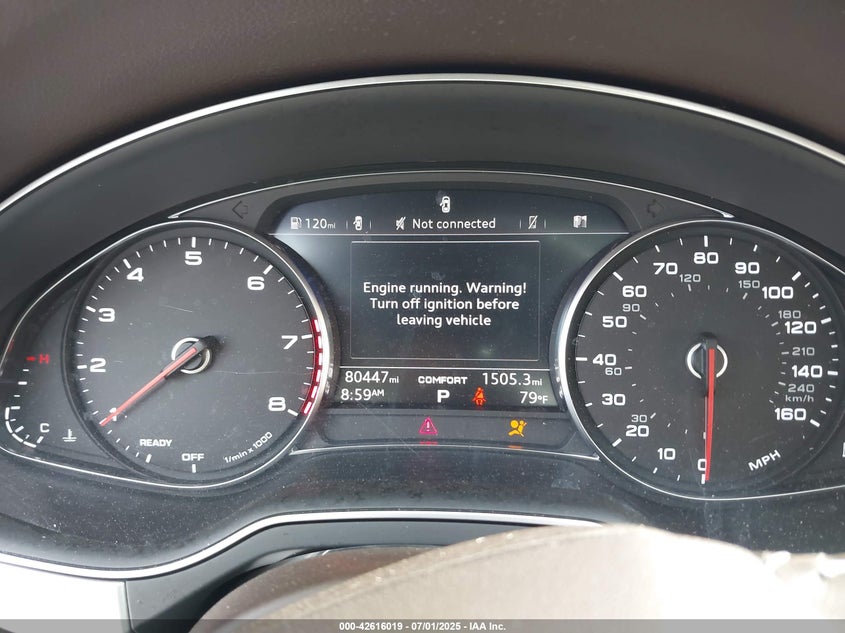 120mi Not connected
Engine running. Warning!
Turn off ignition before
leaving vehicle
80447mi COMFORT 1505.3mi
8:59AM P 79°F
H
C
OFF READY 2 3 4 5 6 7 8
1/min x 1000
0 10 20 30 40 50 60 70 80 90 100 120 140 160
30 60 90 120 150 180 210 240
km/h
MPH
000-42616019 - 07/01/2025 - IAA Inc.